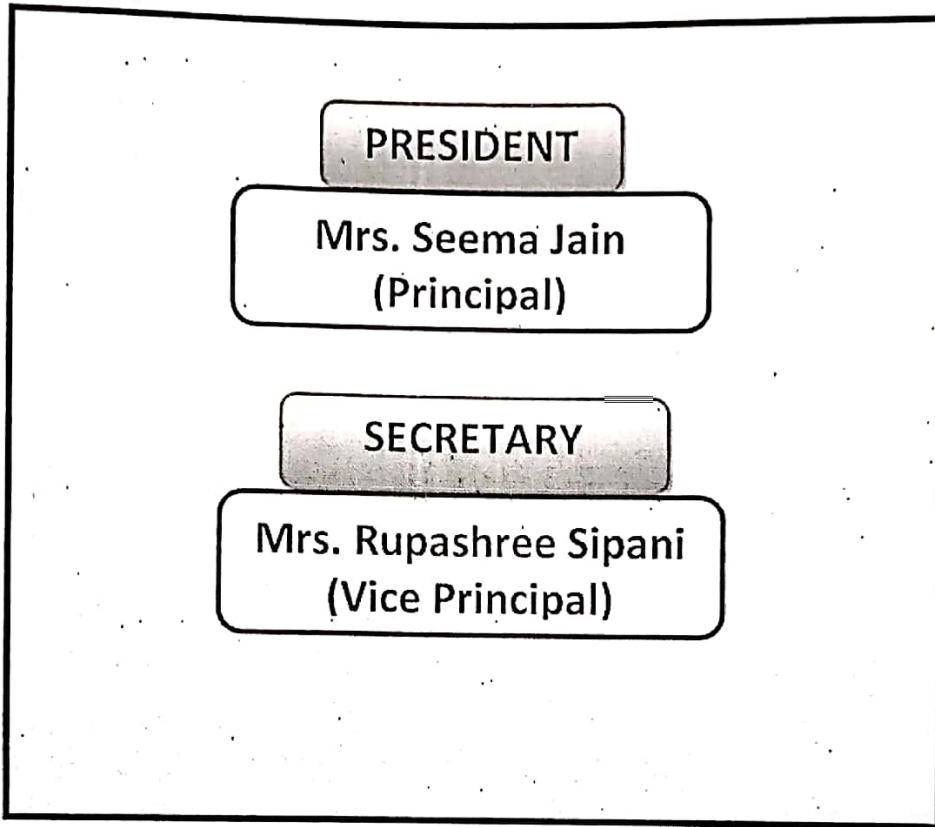 PRESIDENT
Mrs. Seema Jain
(Principal)
SECRETARY
Mrs. Rupashree Sipani
(Vice Principal)